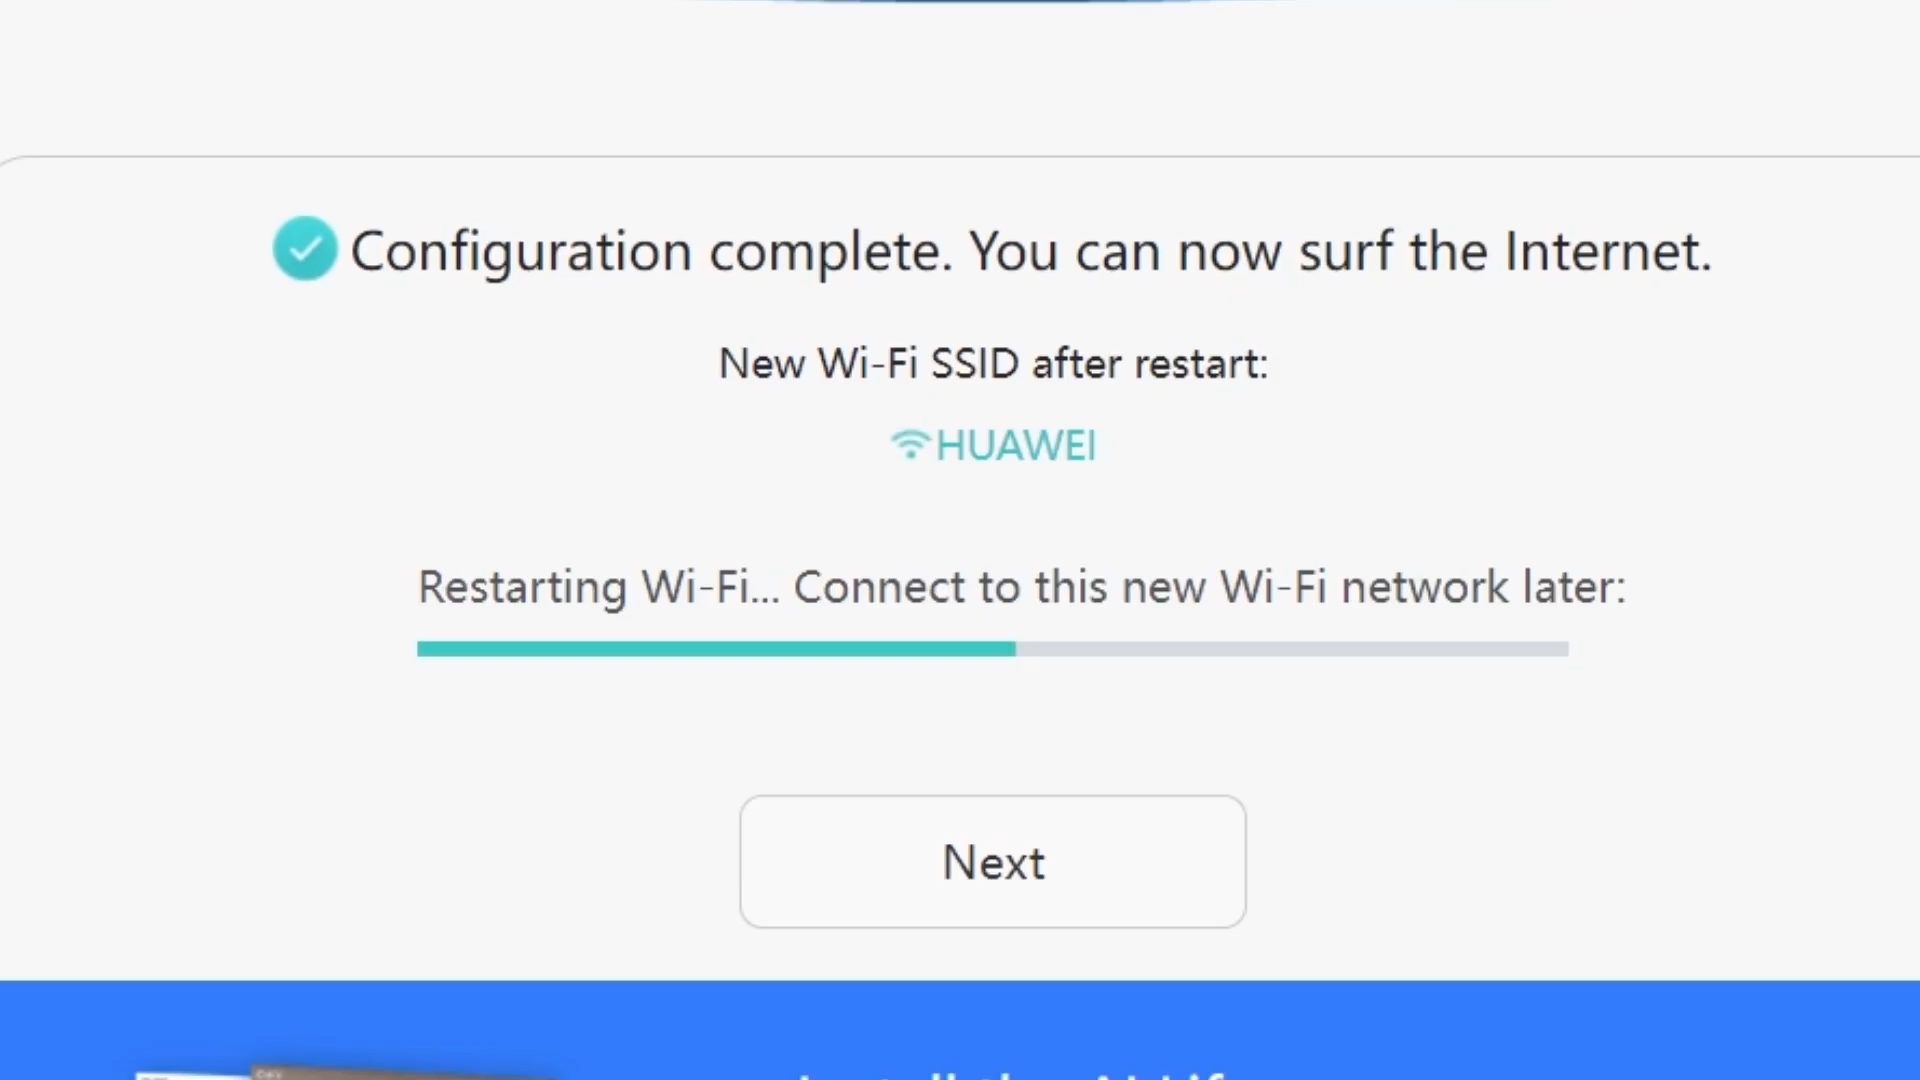 Configuration complete. You can now surf the Internet.
New Wi-Fi SSID after restart:
HUAWEI
Restarting Wi-Fi... Connect to this new Wi-Fi network later:
Next